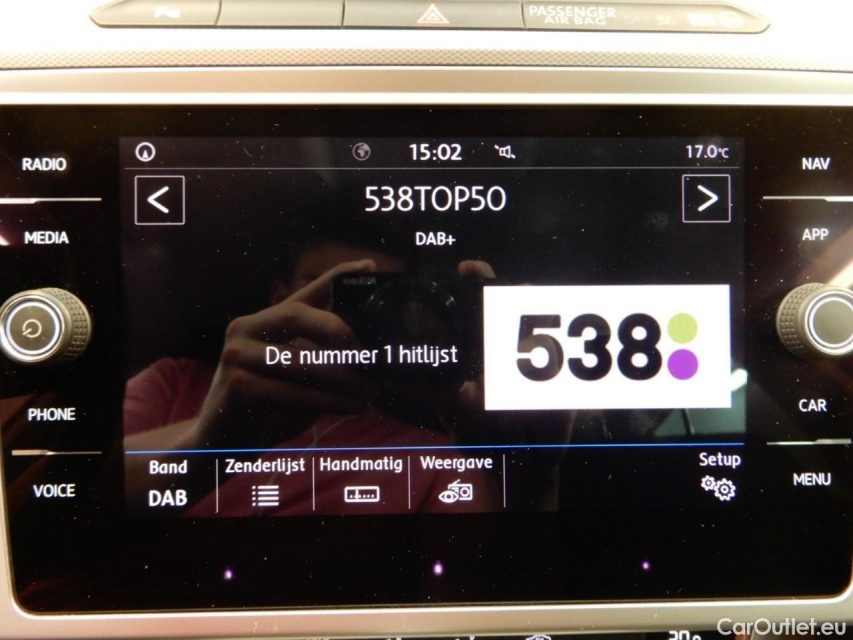 PASSENGER
AIR BAG
RADIO
MEDIA
PHONE
VOICE
15:02
17.0°C
538TOP50
DAB+
De nummer 1 hitlijst
538
Band
DAB
Zenderlijst
Handmatig
Weergave
Setup
NAV
APP
CAR
MENU
CarOutlet.eu